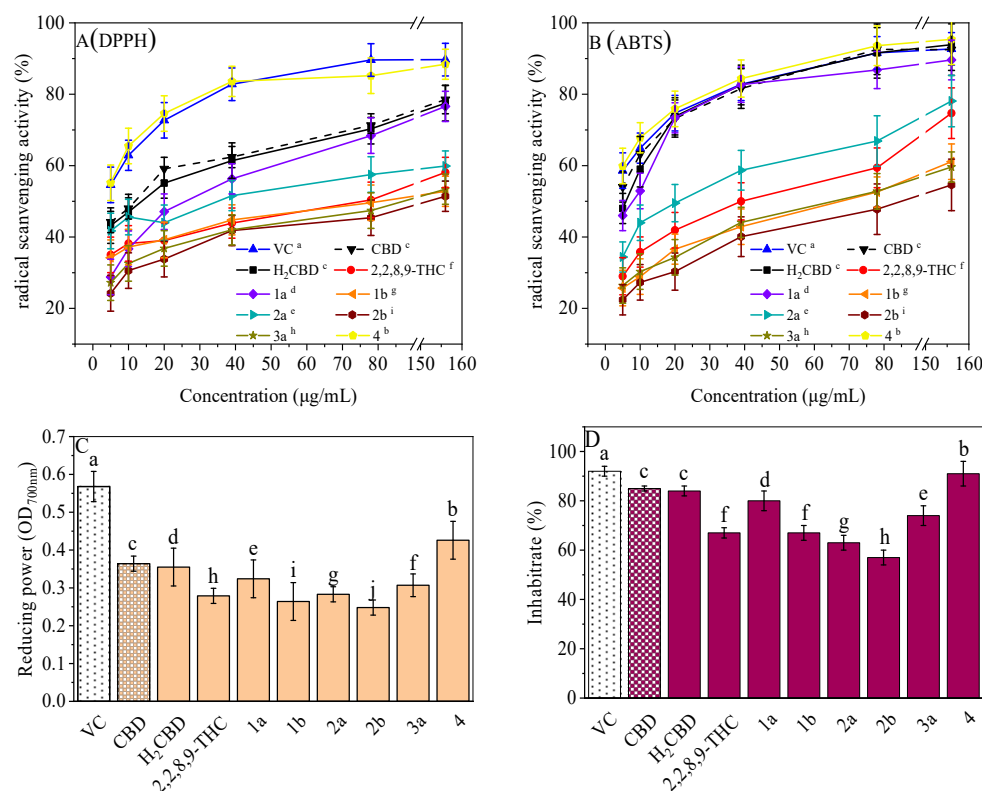 A(DPPH)
radical scavenging activity (%)
100
80
60
40
20
0 10 20 30 40 50 60 70 80 150 160
Concentration (μg/mL)
VC a
CBD c
H2CBD c
2,2,8,9-THC f
1a d
1b g
2a e
2b i
3a h
4 b
B (ABTS)
radical scavenging activity (%)
100
80
60
40
20
0 10 20 30 40 50 60 70 80 150 160
Concentration (μg/mL)
VC a
CBD c
H2CBD c
2,2,8,9-THC f
1a d
1b g
2a e
2b i
3a h
4 b
C
Reducing power (OD700nm)
0.7
0.6
0.5
0.4
0.3
0.2
0.1
0.0
a c d h e i g j f b
VC CBD H2CBD 2,2,8,9-THC 1a 1b 2a 2b 3a 4
D
Inhabitrate (%)
100
80
60
40
20
0
a c c f d f g h e b
VC CBD H2CBD 2,2,8,9-THC 1a 1b 2a 2b 3a 4